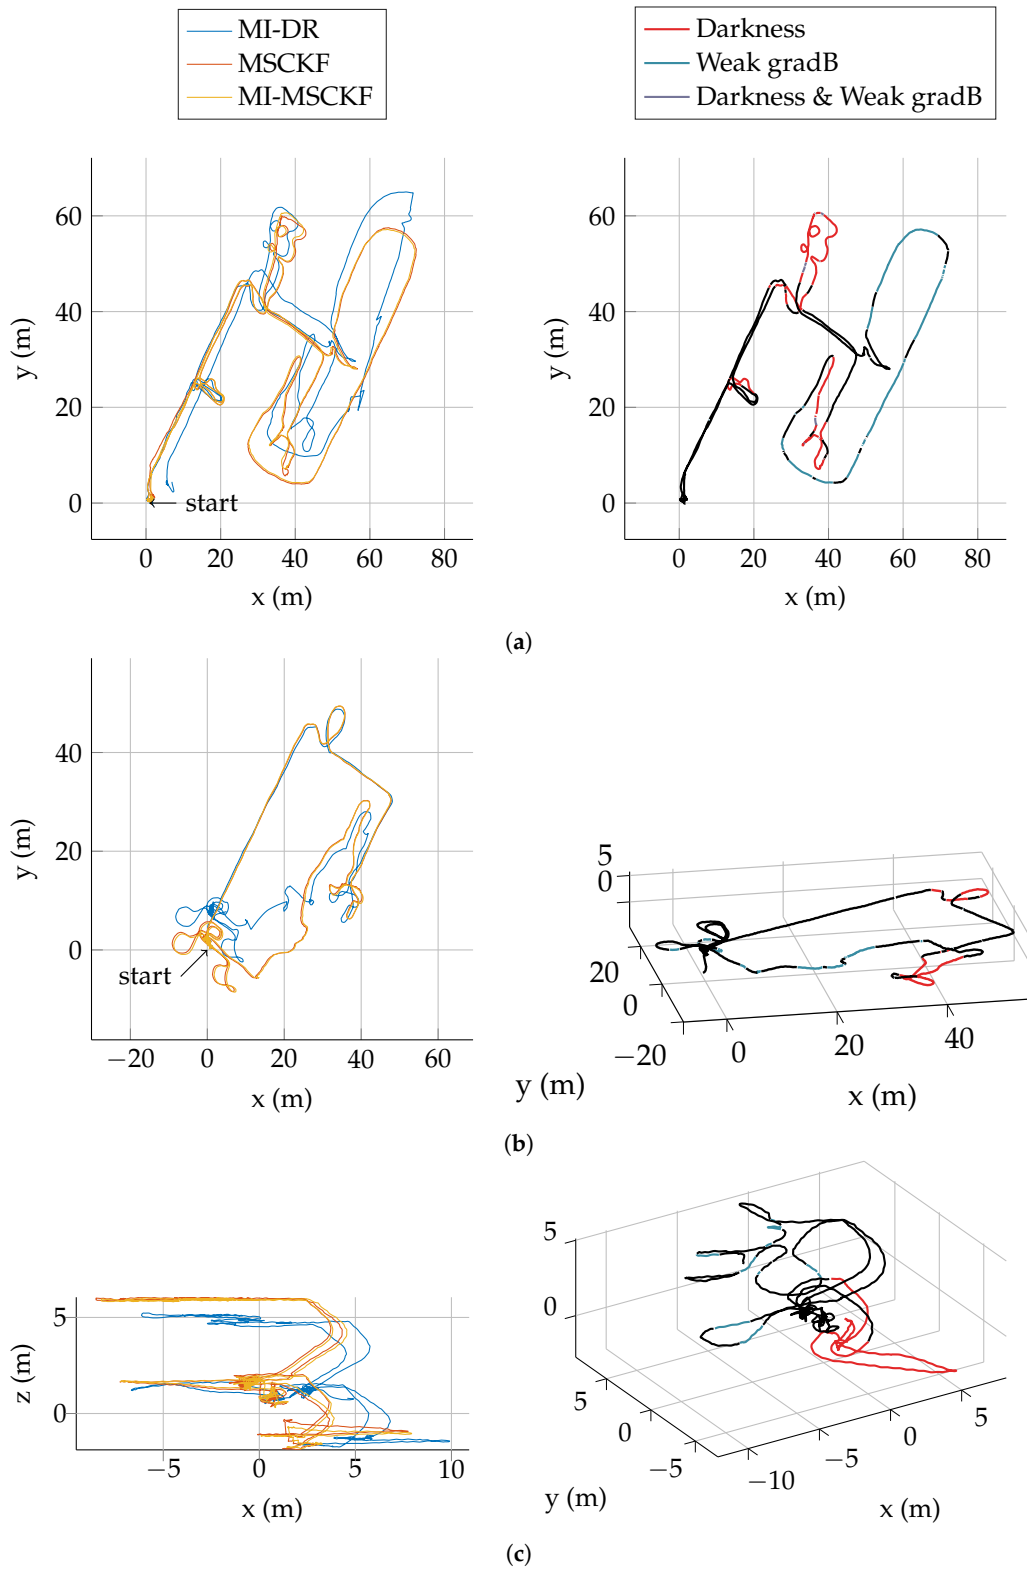 MI-DR
MSCKF
MI-MSCKF
Darkness
Weak gradB
Darkness & Weak gradB
60
40
20
0
y (m)
start
0 20 40 60 80
x (m)
60
40
20
0
y (m)
0 20 40 60 80
x (m)
(a)
40
20
0
y (m)
start
−20 0 20 40 60
x (m)
5
0
20
0
−20
y (m)
0 20 40
x (m)
(b)
5
0
z (m)
−5 0 5 10
x (m)
5
0
5
0
−5
y (m)
−10 −5 0 5
x (m)
(c)